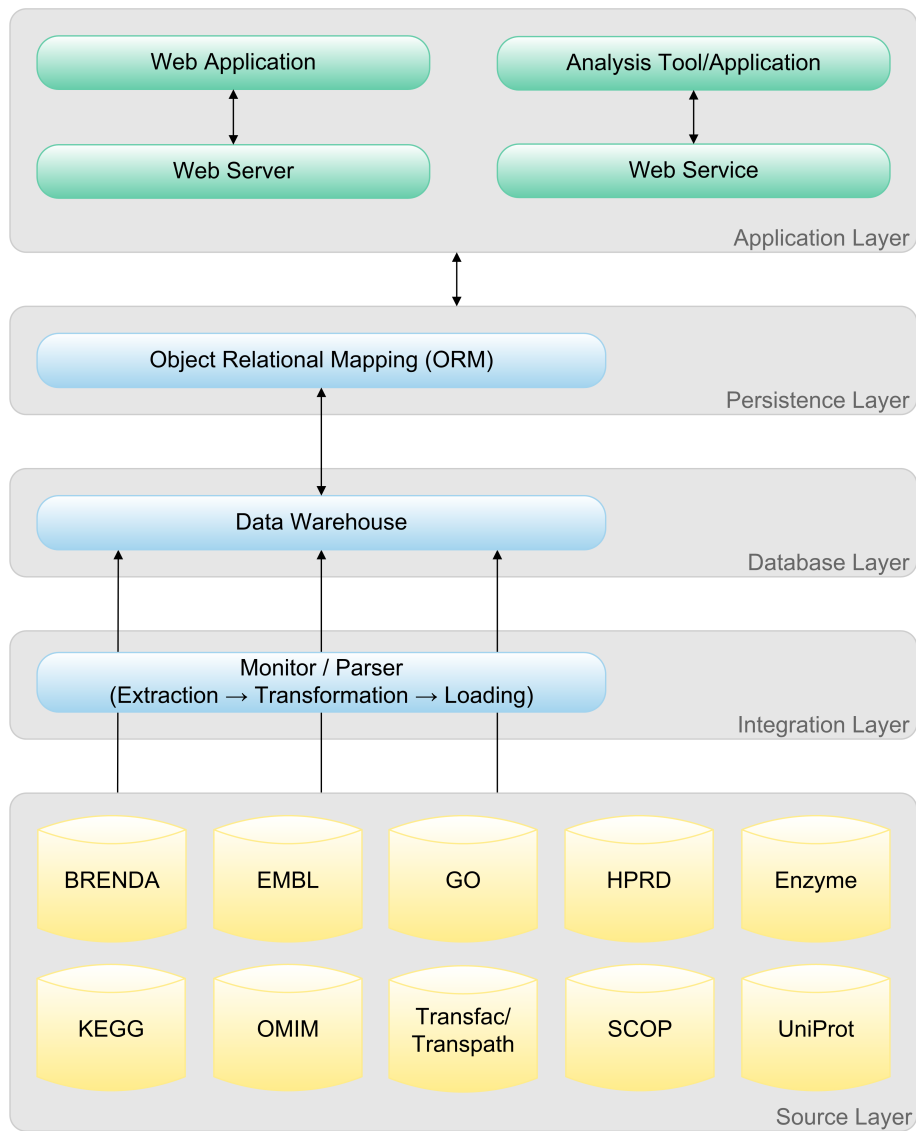 Web Application
Analysis Tool/Application
Web Server
Web Service
Application Layer
Object Relational Mapping (ORM)
Persistence Layer
Data Warehouse
Database Layer
Monitor / Parser
(Extraction → Transformation → Loading)
Integration Layer
BRENDA
EMBL
GO
HPRD
Enzyme
KEGG
OMIM
Transfac/
Transpath
SCOP
UniProt
Source Layer